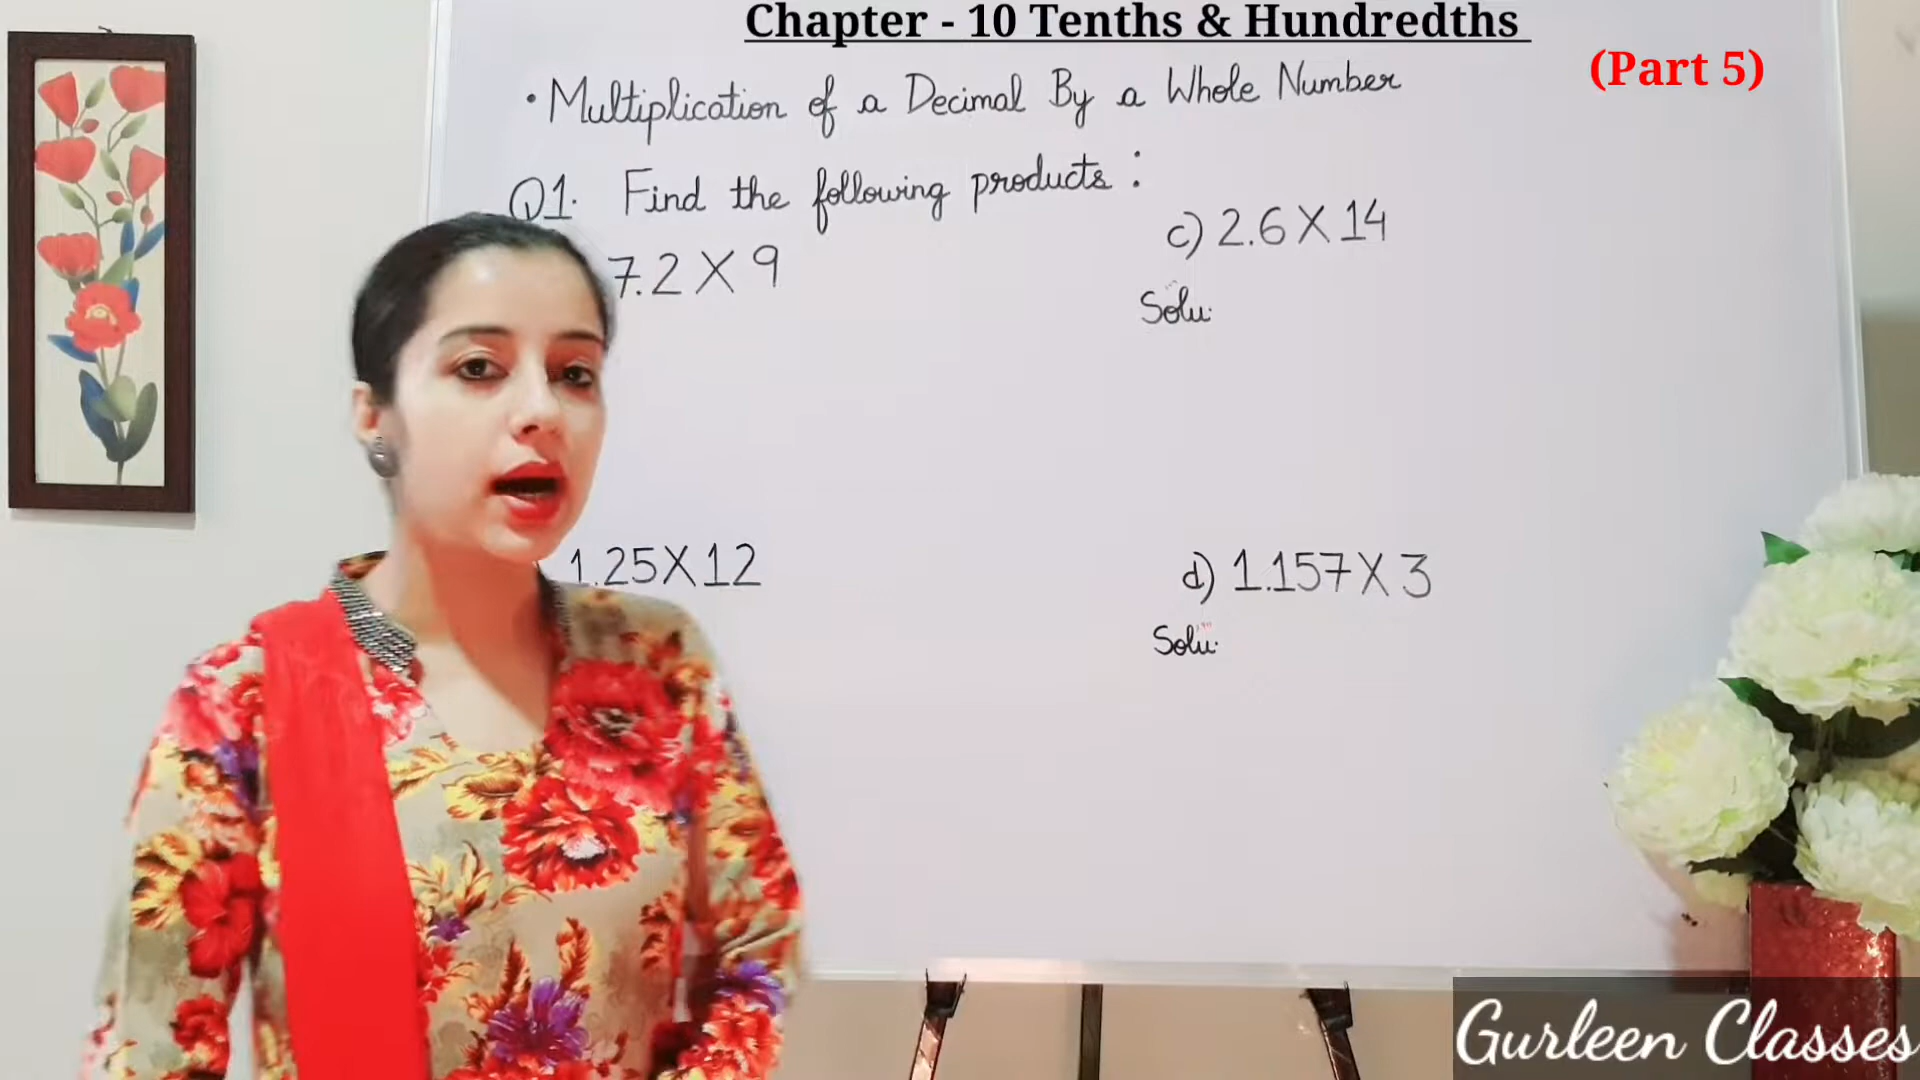 Chapter - 10 Tenths & Hundredths
(Part 5)
• Multiplication of a Decimal By a Whole Number
Q1. Find the following products :
7.2 X 9
c) 2.6 X 14
Solu.
1.25 X 12
d) 1.157 X 3
Solu.
Gurleen Classes